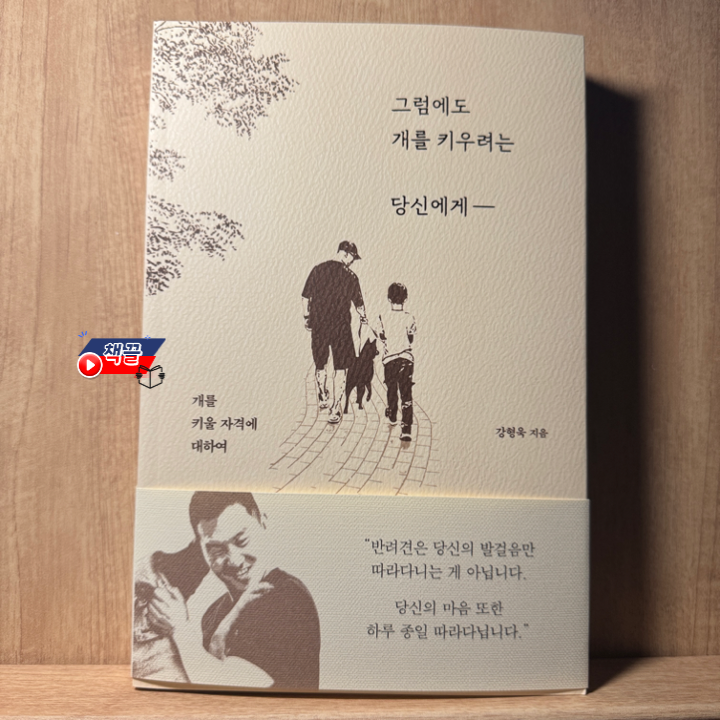 그럼에도
개를 키우려는
당신에게 —
책끌
개를
키울 자격에
대하여
강형욱 지음
"반려견은 당신의 발걸음만
따라다니는 게 아닙니다.
당신의 마음 또한
하루 종일 따라다닙니다."